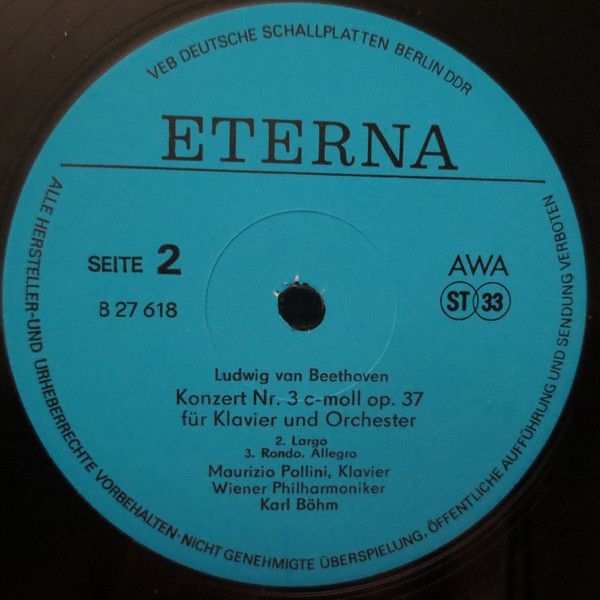 VEB DEUTSCHE SCHALLPLATTEN BERLIN DDR
ETERNA
SEITE 2
8 27 618
AWA
ST 33
Ludwig van Beethoven
Konzert Nr. 3 c-moll op. 37
für Klavier und Orchester
2. Largo
3. Rondo. Allegro
Maurizio Pollini, Klavier
Wiener Philharmoniker
Karl Böhm
ALLE HERSTELLER-UND URHEBERRECHTE VORBEHALTEN·NICHT GENEHMIGTE ÜBERSPIELUNG, ÖFFENTLICHE AUFFÜHRUNG UND SENDUNG VERBOTEN